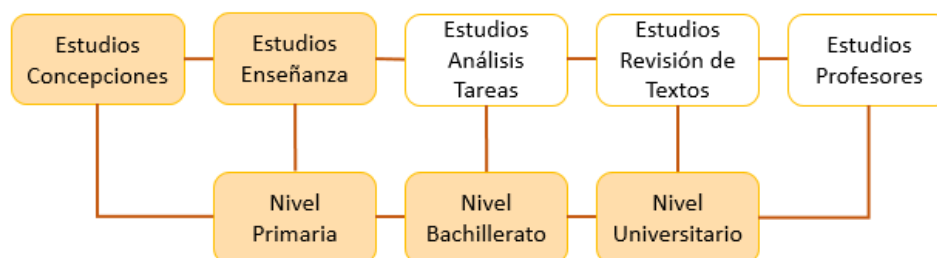 Estudios
Concepciones
Estudios
Enseñanza
Estudios
Análisis
Tareas
Estudios
Revisión de
Textos
Estudios
Profesores
Nivel
Primaria
Nivel
Bachillerato
Nivel
Universitario